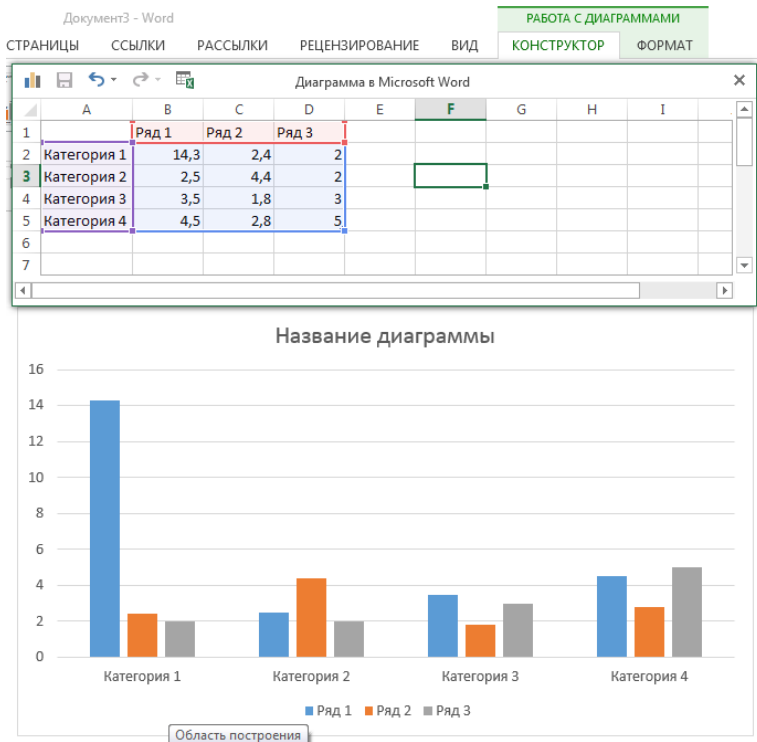 Документ3 - Word
РАБОТА С ДИАГРАММАМИ
СТРАНИЦЫ ССЫЛКИ РАССЫЛКИ РЕЦЕНЗИРОВАНИЕ ВИД КОНСТРУКТОР ФОРМАТ
Диаграмма в Microsoft Word
A B C D E F G H I
1 Ряд 1 Ряд 2 Ряд 3
2 Категория 1 14,3 2,4 2
3 Категория 2 2,5 4,4 2
4 Категория 3 3,5 1,8 3
5 Категория 4 4,5 2,8 5
6
7
Название диаграммы
16
14
12
10
8
6
4
2
0
Категория 1 Категория 2 Категория 3 Категория 4
Ряд 1 Ряд 2 Ряд 3
Область построения